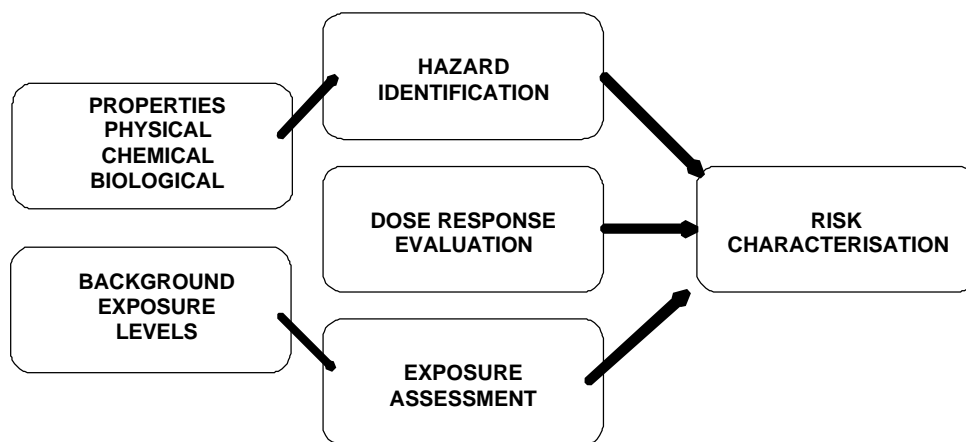 HAZARD
IDENTIFICATION
PROPERTIES
PHYSICAL
CHEMICAL
BIOLOGICAL
DOSE RESPONSE
EVALUATION
RISK
CHARACTERISATION
BACKGROUND
EXPOSURE
LEVELS
EXPOSURE
ASSESSMENT